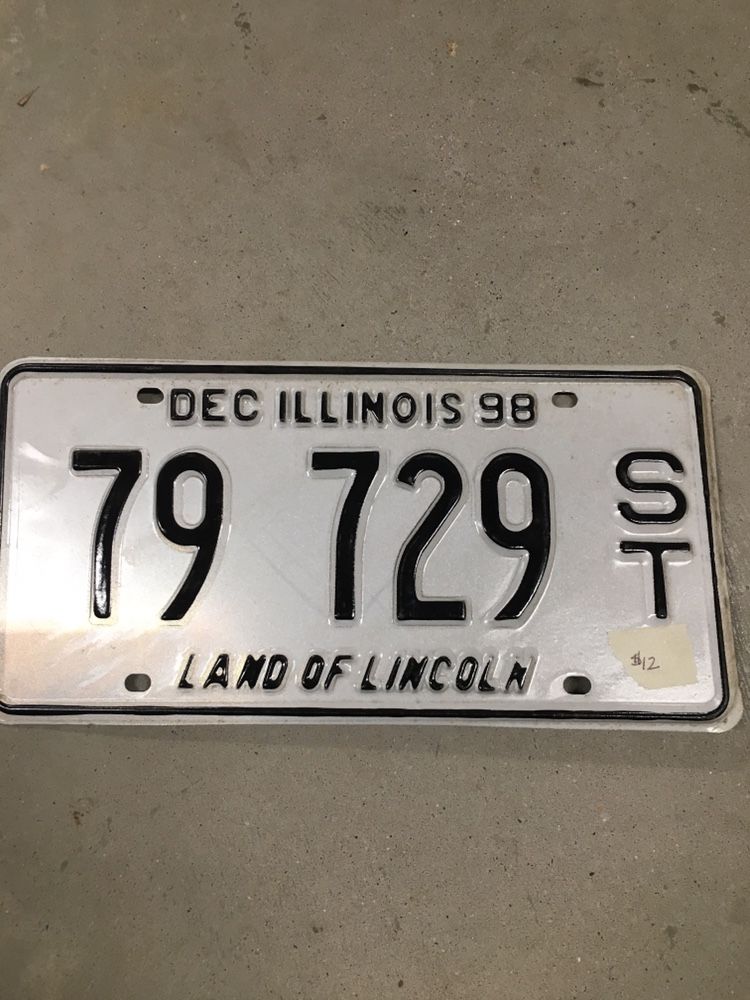 DEC ILLINOIS 98
79 729 ST
LAND OF LINCOLN
$12